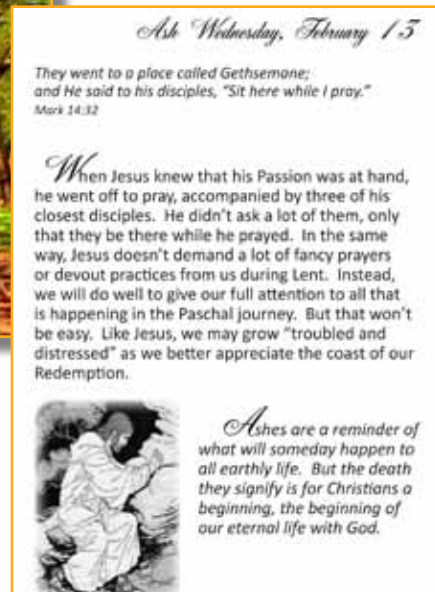 Ash Wednesday, February 13
They went to a place called Gethsemane;
and He said to his disciples, "Sit here while I pray."
Mark 14:32
When Jesus knew that his Passion was at hand,
he went off to pray, accompanied by three of his
closest disciples.  He didn't ask a lot of them, only
that they be there while he prayed.  In the same
way, Jesus doesn't demand a lot of fancy prayers
or devout practices from us during Lent.  Instead,
we will do well to give our full attention to all that
is happening in the Paschal journey.  But that won't
be easy.  Like Jesus, we may grow "troubled and
distressed" as we better appreciate the coast of our
Redemption.
Ashes are a reminder of
what will someday happen to
all earthly life.  But the death
they signify is for Christians a
beginning, the beginning of
our eternal life with God.